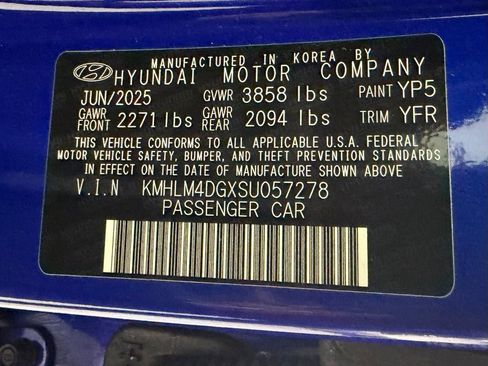 MANUFACTURED IN KOREA BY
HYUNDAI MOTOR COMPANY
JUN/2025 GVWR 3858 lbs PAINT YP5
GAWR FRONT 2271 lbs GAWR REAR 2094 lbs TRIM YFR
THIS VEHICLE CONFORMS TO ALL APPLICABLE U.S.A. FEDERAL
MOTOR VEHICLE SAFETY, BUMPER, AND THEFT PREVENTION STANDARDS
IN EFFECT ON THE DATE OF MANUFACTURE SHOWN ABOVE
V.I.N KMHLM4DGXSU057278
PASSENGER CAR